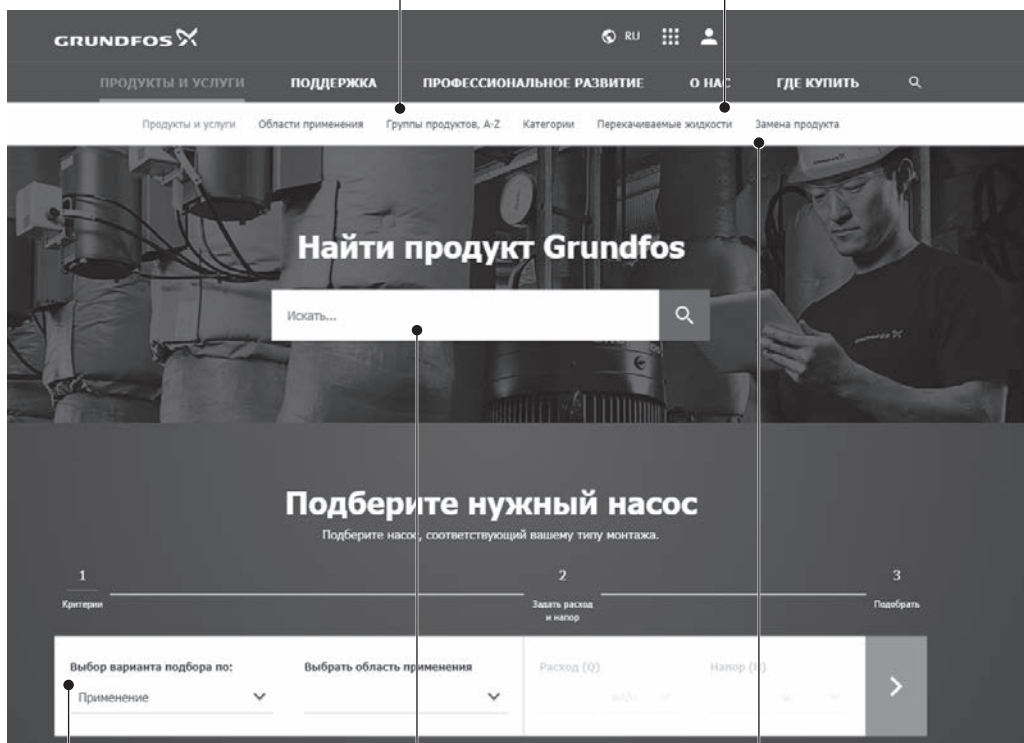 GRUNDFOS
RU
ПРОДУКТЫ И УСЛУГИ ПОДДЕРЖКА ПРОФЕССИОНАЛЬНОЕ РАЗВИТИЕ О НАС ГДЕ КУПИТЬ
Продукты и услуги Области применения Группы продуктов, A-Z Категории Перекачиваемые жидкости Замена продукта
Найти продукт Grundfos
Искать...
GRUNDFOS
Подберите нужный насос
Подберите насос, соответствующий вашему типу монтажа.
1 2 3
Критерии Задать расход Подобрать
и напор
Выбор варианта подбора по: Выбрать область применения Расход (Q) Напор (H)
Применение м³/ч м